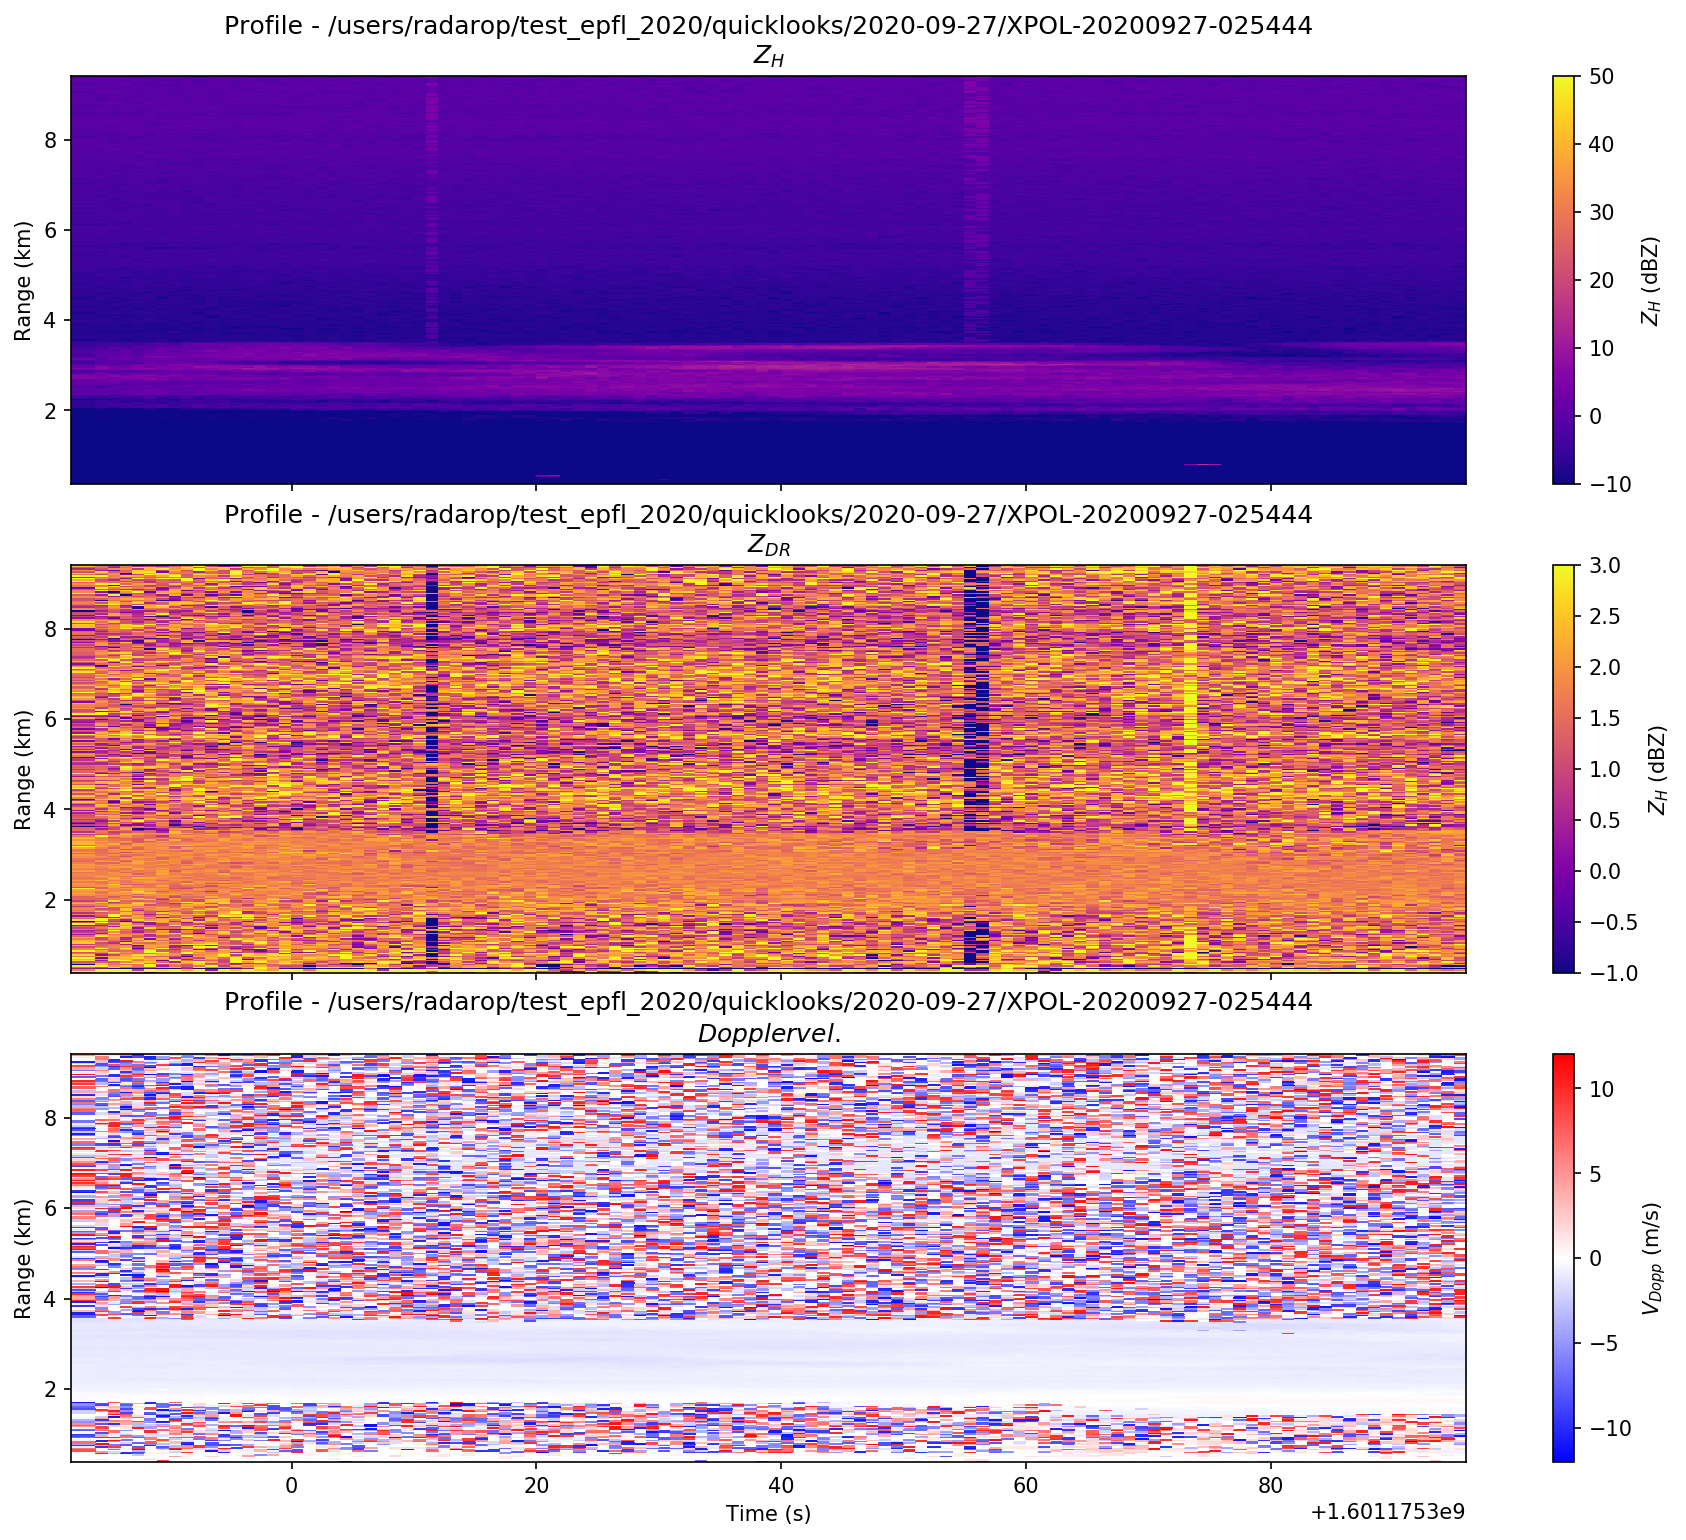 Profile - /users/radarop/test_epfl_2020/quicklooks/2020-09-27/XPOL-20200927-025444
Z_H
8
6
4
2
Range (km)
50
40
30
20
10
0
−10
Z_H (dBZ)
Profile - /users/radarop/test_epfl_2020/quicklooks/2020-09-27/XPOL-20200927-025444
Z_DR
8
6
4
2
Range (km)
3.0
2.5
2.0
1.5
1.0
0.5
0.0
−0.5
−1.0
Z_H (dBZ)
Profile - /users/radarop/test_epfl_2020/quicklooks/2020-09-27/XPOL-20200927-025444
Dopplervel.
8
6
4
2
Range (km)
0 20 40 60 80
Time (s)
+1.6011753e9
10
5
0
−5
−10
V_Dopp (m/s)